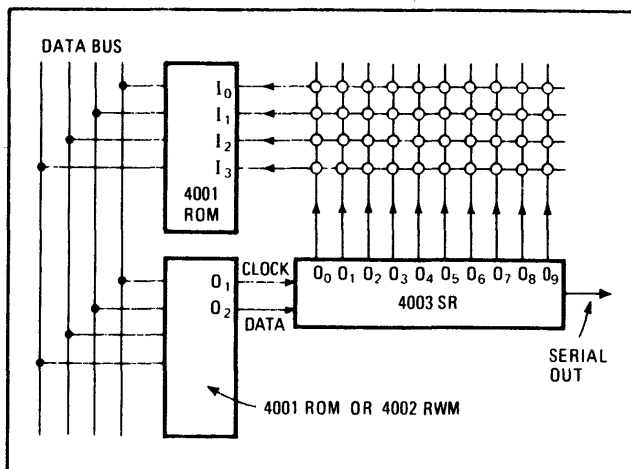 DATA BUS
I0
I1
I2
I3
4001
ROM
O1
O2
CLOCK
DATA
O0 O1 O2 O3 O4 O5 O6 O7 O8 O9
4003 SR
SERIAL
OUT
4001 ROM OR 4002 RWM